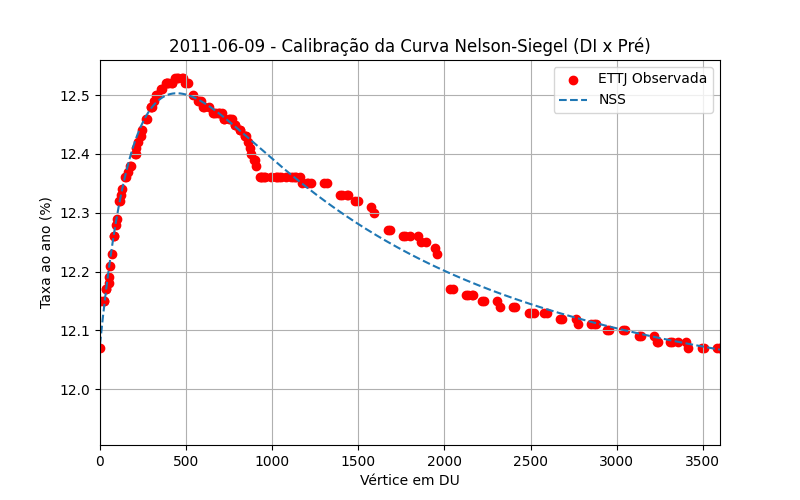 2011-06-09 - Calibração da Curva Nelson-Siegel (DI x Pré)
ETTJ Observada
NSS
12.5
12.4
12.3
12.2
12.1
12.0
Taxa ao ano (%)
0 500 1000 1500 2000 2500 3000 3500
Vértice em DU